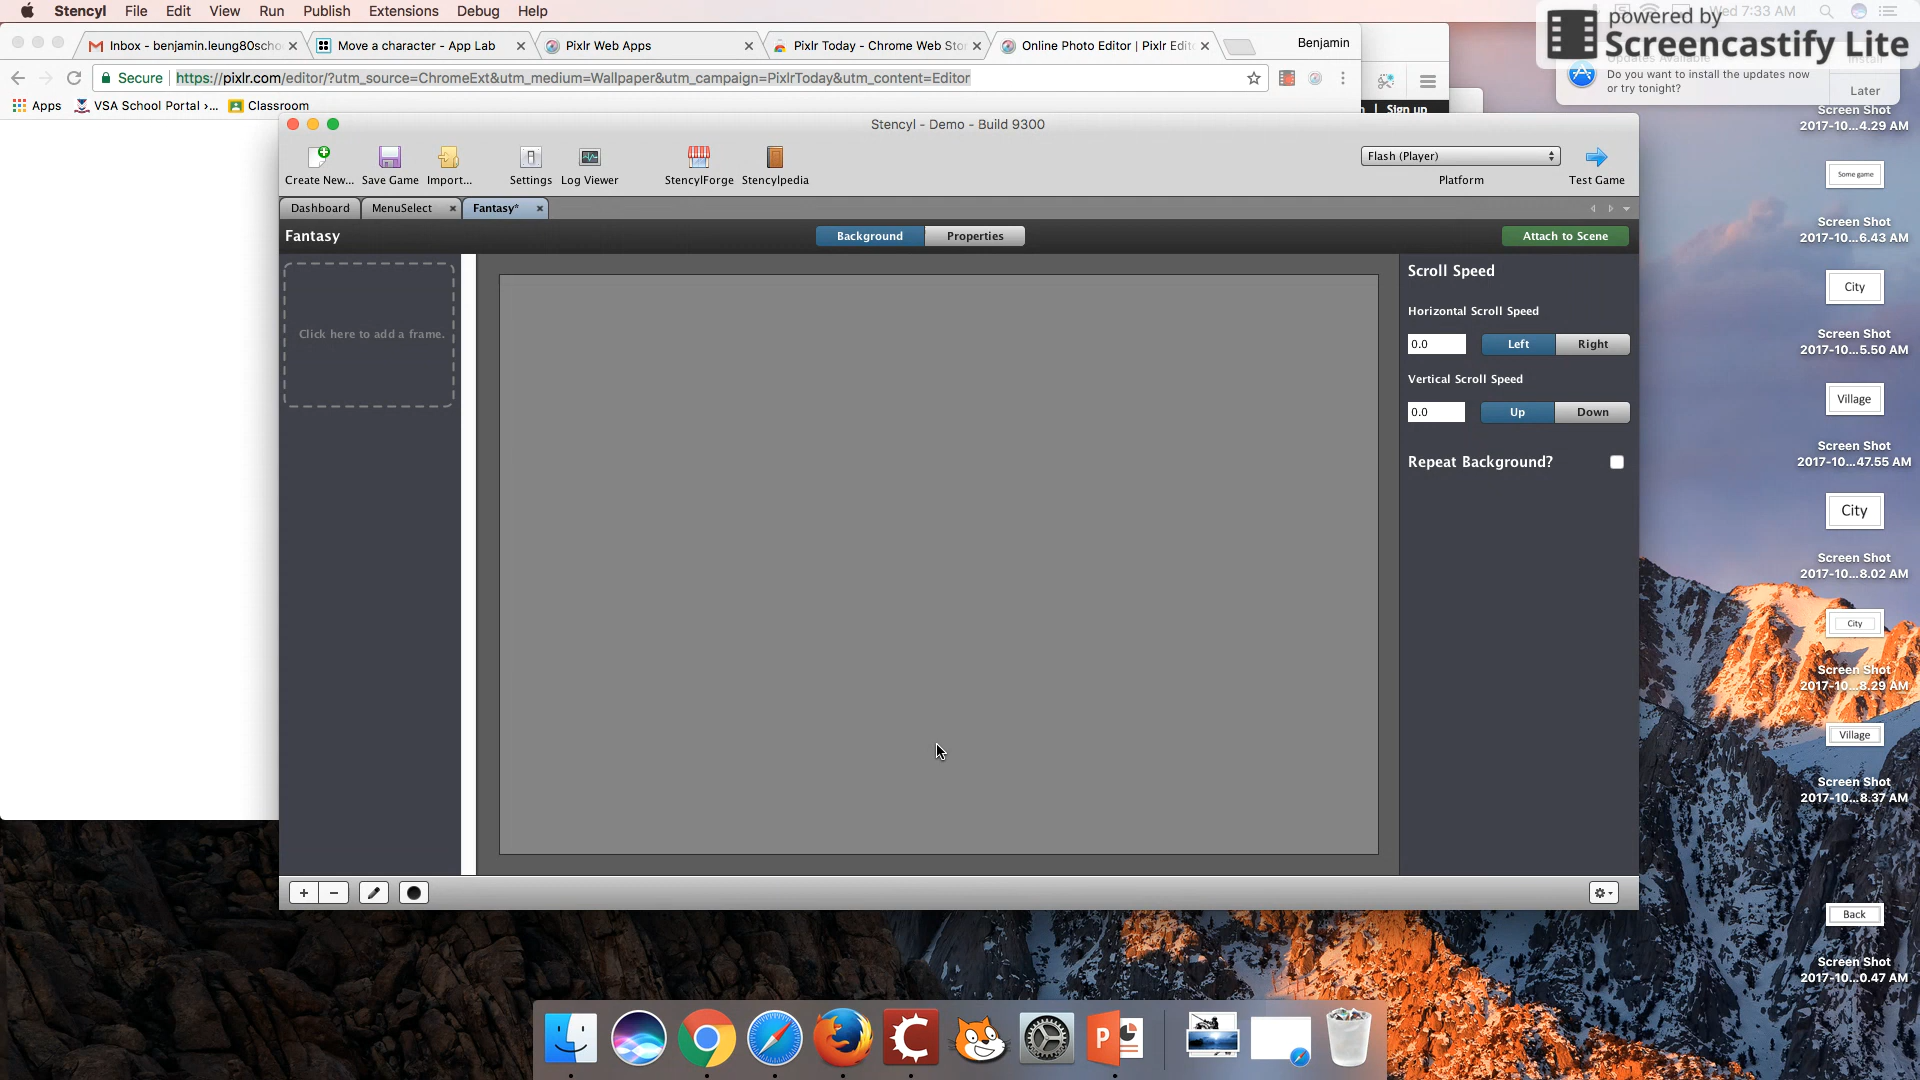 Stencyl File Edit View Run Publish Extensions Debug Help
Wed 7:33 AM
powered by
Screencastify Lite
Updates Available
Do you want to install the updates now
or try tonight?
Install
Later
Inbox - benjamin.leung80scho
Move a character - App Lab
Pixlr Web Apps
Pixlr Today - Chrome Web Sto
Online Photo Editor | Pixlr Edit
Benjamin
Secure https://pixlr.com/editor/?utm_source=ChromeExt&utm_medium=Wallpaper&utm_campaign=PixlrToday&utm_content=Editor
Apps VSA School Portal ›... Classroom
| Sign up
Stencyl - Demo - Build 9300
Create New... Save Game Import... Settings Log Viewer StencylForge Stencylpedia
Flash (Player)
Platform
Test Game
Dashboard MenuSelect Fantasy*
Fantasy
Background Properties
Attach to Scene
Click here to add a frame.
Scroll Speed
Horizontal Scroll Speed
0.0 Left Right
Vertical Scroll Speed
0.0 Up Down
Repeat Background?
Screen Shot
2017-10...4.29 AM
Some game
Screen Shot
2017-10...6.43 AM
City
Screen Shot
2017-10...5.50 AM
Village
Screen Shot
2017-10...47.55 AM
City
Screen Shot
2017-10...8.02 AM
City
Screen Shot
2017-10...8.29 AM
Village
Screen Shot
2017-10...8.37 AM
Back
Screen Shot
2017-10...0.47 AM